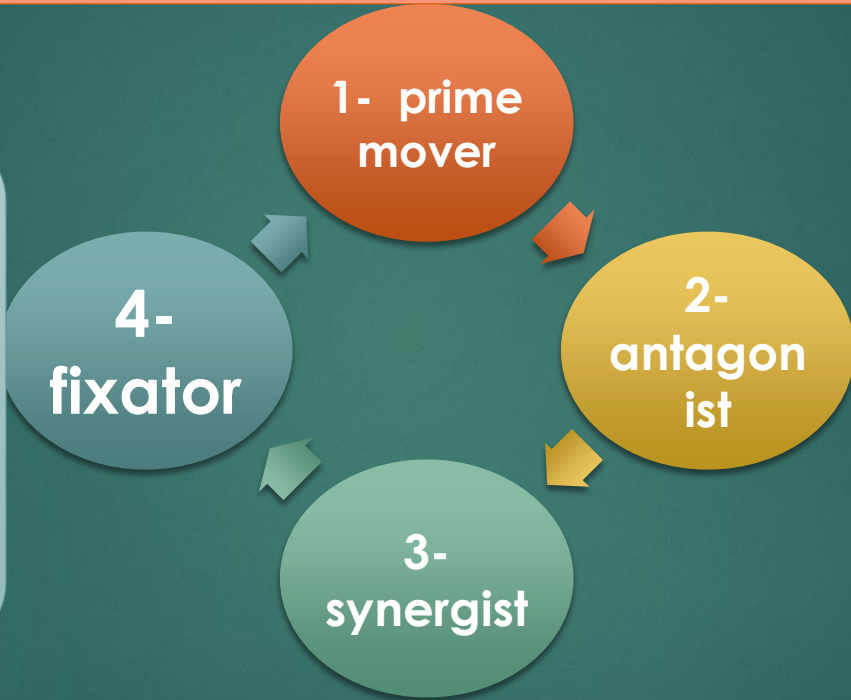 1- prime
mover
2-
antagon
ist
3-
synergist
4-
fixator